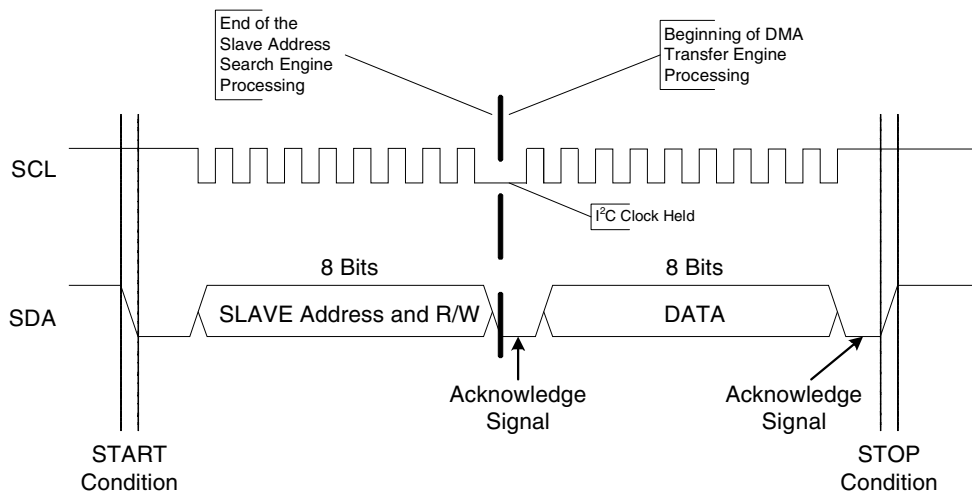 End of the
Slave Address
Search Engine
Processing
Beginning of DMA
Transfer Engine
Processing
SCL
I²C Clock Held
8 Bits
8 Bits
SDA
SLAVE Address and R/W
DATA
Acknowledge
Signal
Acknowledge
Signal
START
Condition
STOP
Condition